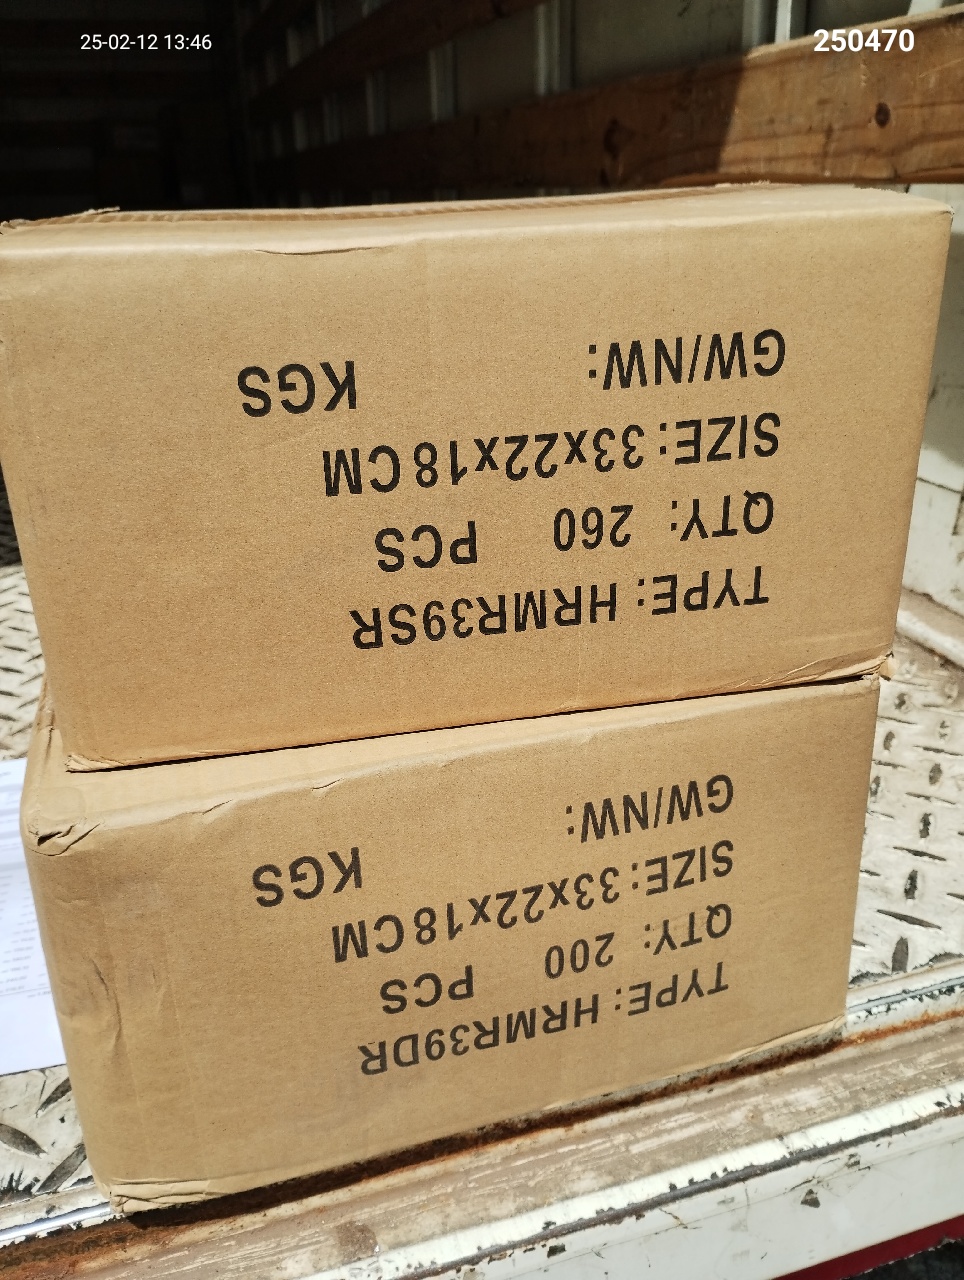 25-02-12 13:46
250470
TYPE: HRMR39SR
QTY: 260 PCS
SIZE: 33x22x18CM
GW/NW: KGS
TYPE: HRMR39DR
QTY: 200 PCS
SIZE: 33x22x18CM
GW/NW: KGS